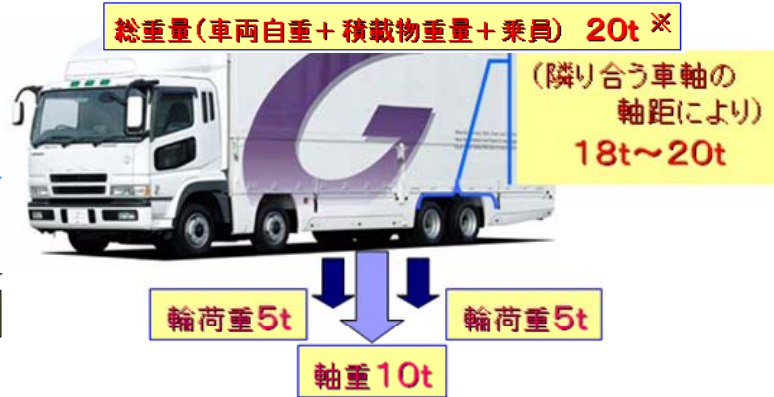 総重量(車両自重+積載物重量+乗員) 20t ※
(隣り合う車軸の
軸距により)
18t〜20t
G
輪荷重5t
輪荷重5t
軸重10t